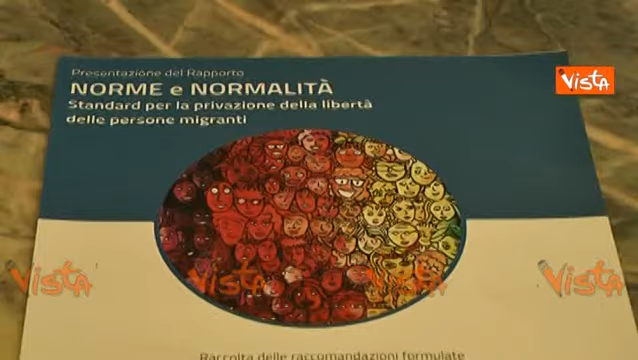 Presentazione del Rapporto
NORME e NORMALITÀ
Standard per la privazione della libertà
delle persone migranti
Raccolta delle raccomandazioni formulate
VISTA
VISTA
VISTA
VISTA
VISTA